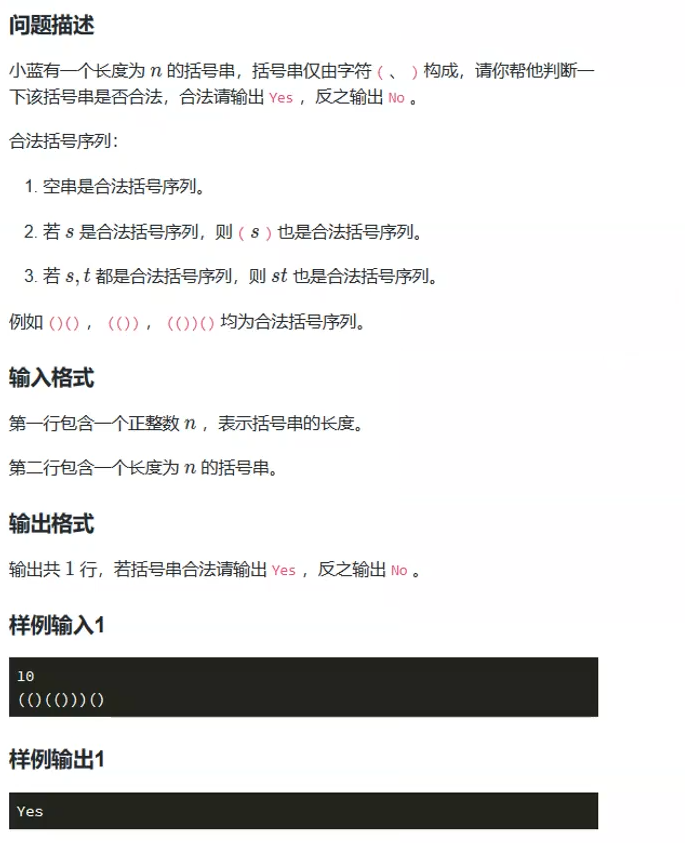 问题描述
小蓝有一个长度为 n 的括号串，括号串仅由字符 ( 、 ) 构成，请你帮他判断一
下该括号串是否合法，合法请输出 Yes ，反之输出 No 。
合法括号序列：
1. 空串是合法括号序列。
2. 若 s 是合法括号序列，则 ( s ) 也是合法括号序列。
3. 若 s, t 都是合法括号序列，则 st 也是合法括号序列。
例如 ()() ， (()) ， (())() 均为合法括号序列。
输入格式
第一行包含一个正整数 n ，表示括号串的长度。
第二行包含一个长度为 n 的括号串。
输出格式
输出共 1 行，若括号串合法请输出 Yes ，反之输出 No 。
样例输入1
10
(()(()))()
样例输出1
Yes